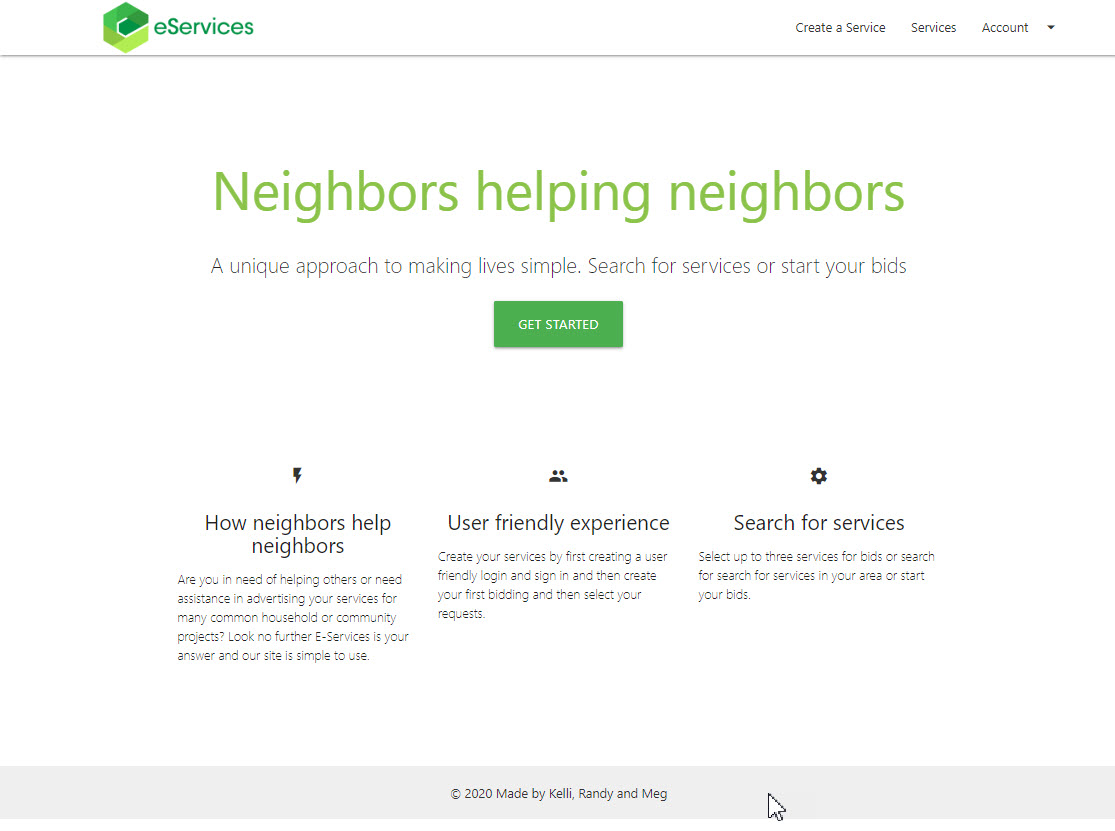 eServices
Create a Service
Services
Account
Neighbors helping neighbors
A unique approach to making lives simple. Search for services or start your bids
GET STARTED
How neighbors help
neighbors
Are you in need of helping others or need
assistance in advertising your services for
many common household or community
projects? Look no further E-Services is your
answer and our site is simple to use.
User friendly experience
Create your services by first creating a user
friendly login and sign in and then create
your first bidding and then select your
requests.
Search for services
Select up to three services for bids or search
for search for services in your area or start
your bids.
© 2020 Made by Kelli, Randy and Meg